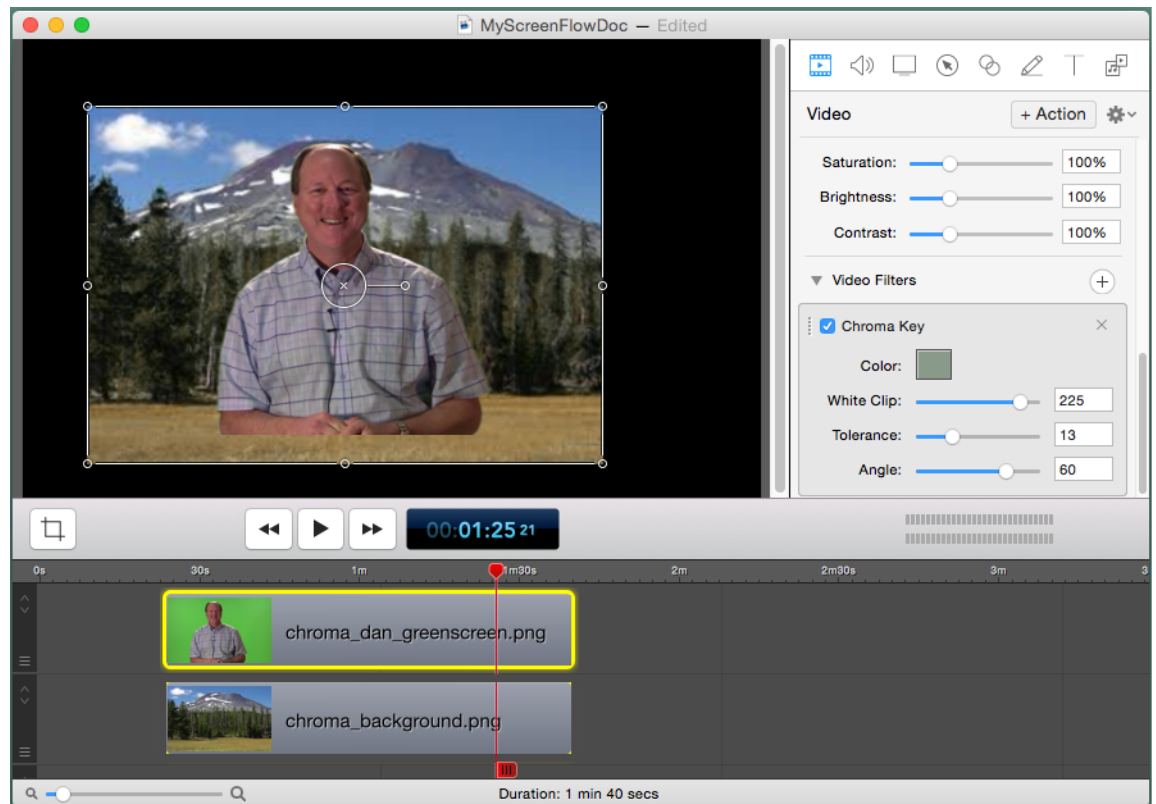 MyScreenFlowDoc — Edited
Video
+ Action
Saturation: 100%
Brightness: 100%
Contrast: 100%
Video Filters
Chroma Key
Color:
White Clip: 225
Tolerance: 13
Angle: 60
00:01:25 21
0s 30s 1m 1m30s 2m 2m30s 3m 3
chroma_dan_greenscreen.png
chroma_background.png
Duration: 1 min 40 secs